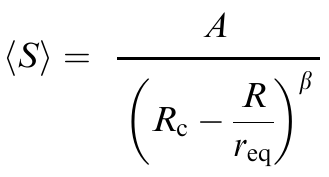 ⟨S⟩ = A / (R_c − R / r_eq)^β